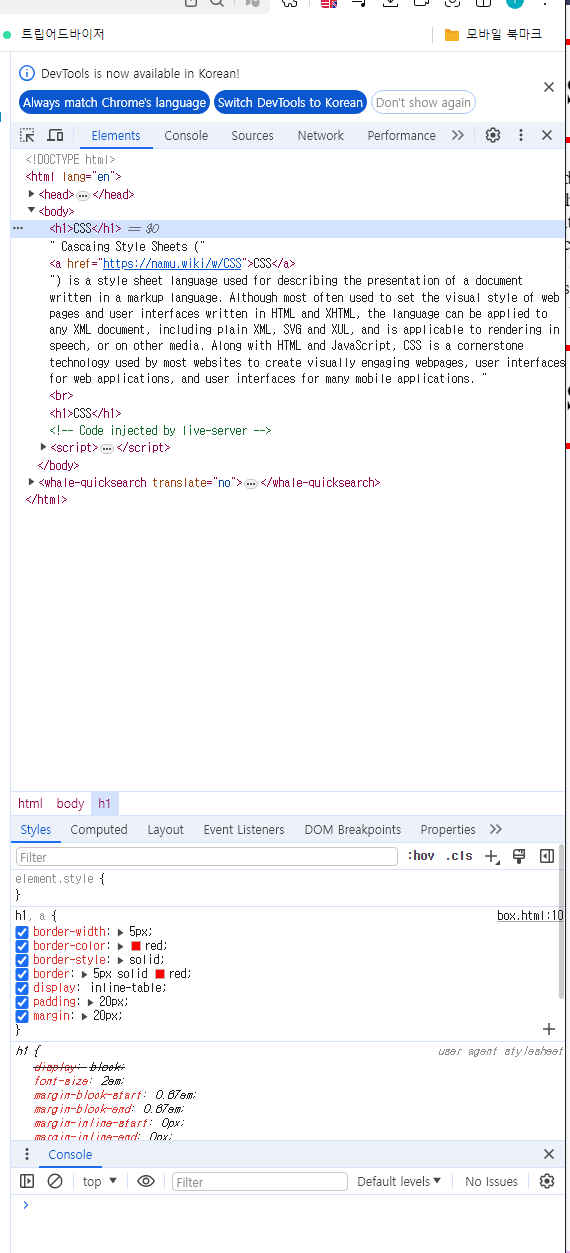 트립어드바이저
모바일 북마크
DevTools is now available in Korean!
Always match Chrome's language
Switch DevTools to Korean
Don't show again
Elements
Console
Sources
Network
Performance
<!DOCTYPE html>
<html lang="en">
<head> … </head>
<body>
<h1>CSS</h1> == $0
" Cascaing Style Sheets ("
<a href="https://namu.wiki/w/CSS">CSS</a>
") is a style sheet language used for describing the presentation of a document
written in a markup language. Although most often used to set the visual style of web
pages and user interfaces written in HTML and XHTML, the language can be applied to
any XML document, including plain XML, SVG and XUL, and is applicable to rendering in
speech, or on other media. Along with HTML and JavaScript, CSS is a cornerstone
technology used by most websites to create visually engaging webpages, user interfaces
for web applications, and user interfaces for many mobile applications. "
<br>
<h1>CSS</h1>
<!-- Code injected by live-server -->
<script> … </script>
</body>
<whale-quicksearch translate="no"> … </whale-quicksearch>
</html>
html body h1
Styles
Computed
Layout
Event Listeners
DOM Breakpoints
Properties
Filter
:hov .cls
element.style {
}
h1, a {
box.html:10
border-width: 5px;
border-color: red;
border-style: solid;
border: 5px solid red;
display: inline-table;
padding: 20px;
margin: 20px;
}
h1 {
user agent stylesheet
display: block;
font-size: 2em;
margin-block-start: 0.67em;
margin-block-end: 0.67em;
margin-inline-start: 0px;
margin-inline-end: 0px;
Console
top
Filter
Default levels
No Issues